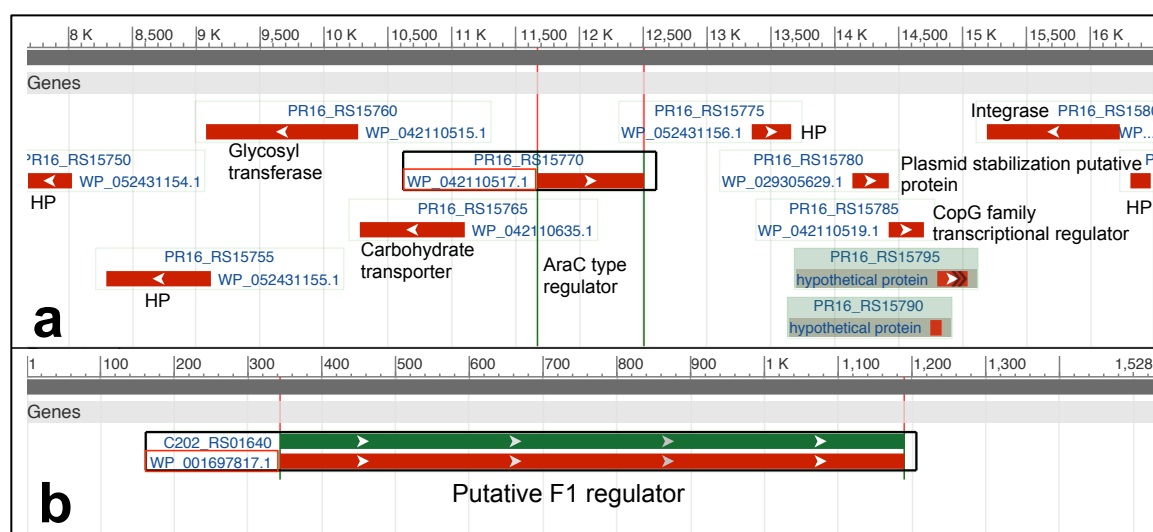 8 K 8,500 9 K 9,500 10 K 10,500 11 K 11,500 12 K 12,500 13 K 13,500 14 K 14,500 15 K 15,500 16 K
Genes
PR16_RS15760 PR16_RS15775 Integrase
WP_042110515.1 WP_052431156.1 HP
Glycosyl
transferase
PR16_RS15750 PR16_RS15770 PR16_RS15780 Plasmid stabilization putative
WP_052431154.1 WP_042110517.1 WP_029305629.1 protein
HP HP
PR16_RS15765 PR16_RS15785 CopG family
WP_042110635.1 WP_042110519.1 transcriptional regulator
Carbohydrate
transporter
AraC type
regulator
PR16_RS15755 PR16_RS15795
WP_052431155.1 hypothetical protein
HP
PR16_RS15790
hypothetical protein
a
1 100 200 300 400 500 600 700 800 900 1 K 1,100 1,200 1,300 1,528
Genes
C202_RS01640
WP_001697817.1
Putative F1 regulator
b